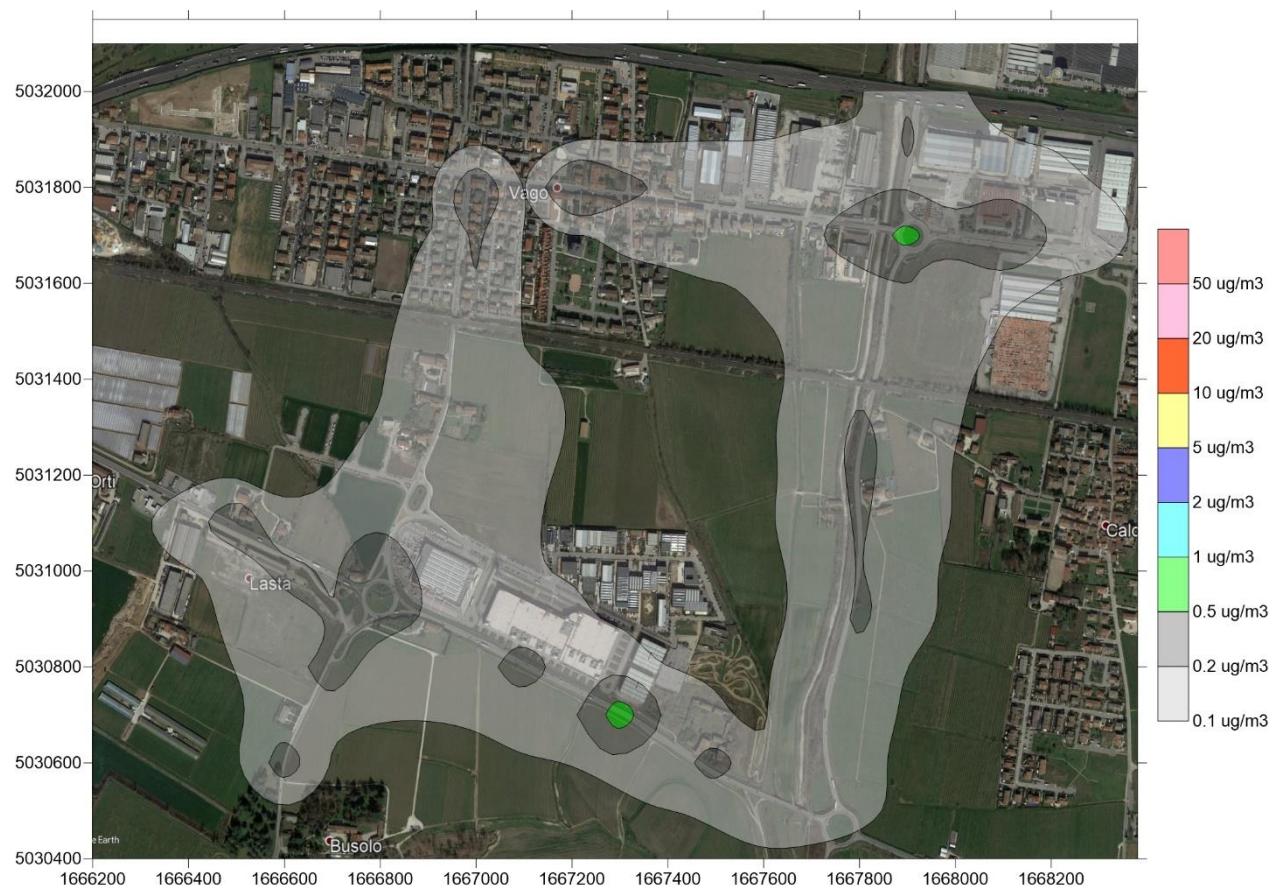 5032000
5031800
5031600
5031400
5031200
5031000
5030800
5030600
5030400
1666200 1666400 1666600 1666800 1667000 1667200 1667400 1667600 1667800 1668000 1668200
Vago
Orti
Lasta
Cald
Busolo
e Earth
50 ug/m3
20 ug/m3
10 ug/m3
5 ug/m3
2 ug/m3
1 ug/m3
0.5 ug/m3
0.2 ug/m3
0.1 ug/m3